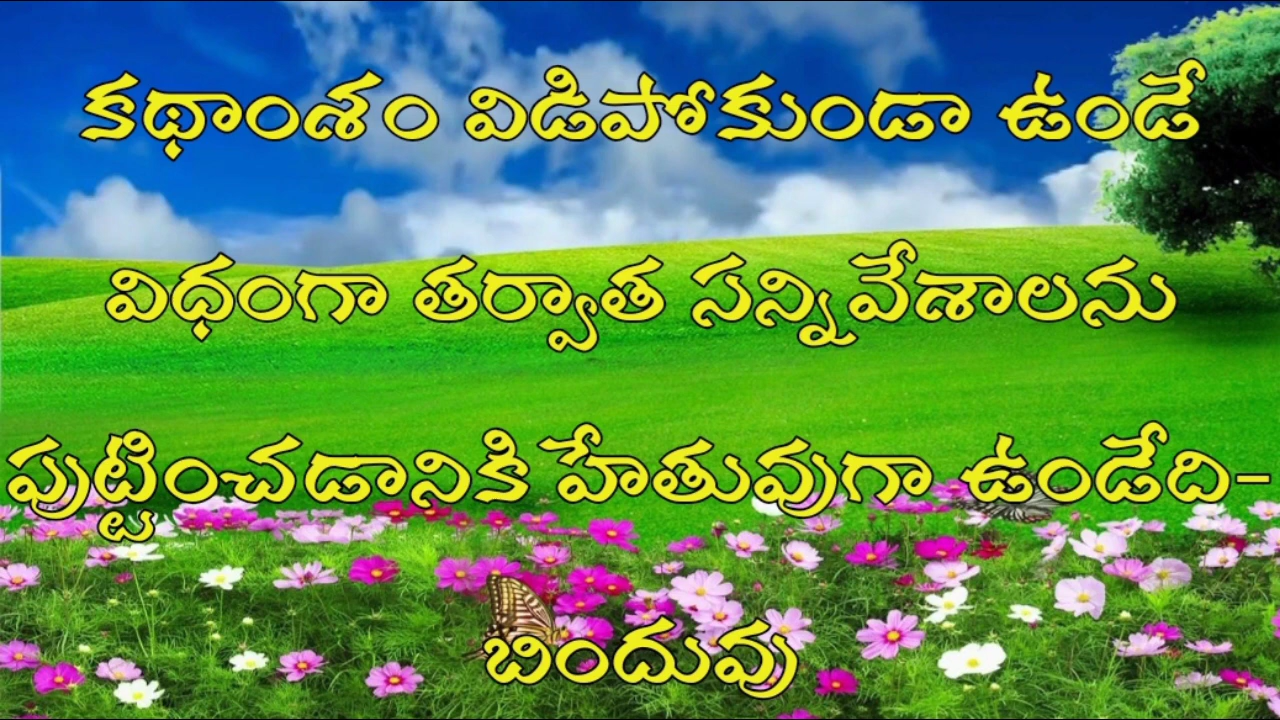 కథాంశం విడిపోకుండా ఉండే
విధంగా తర్వాత సన్నివేశాలను
పుట్టించడానికి హేతువుగా ఉండేది-
బిందువు